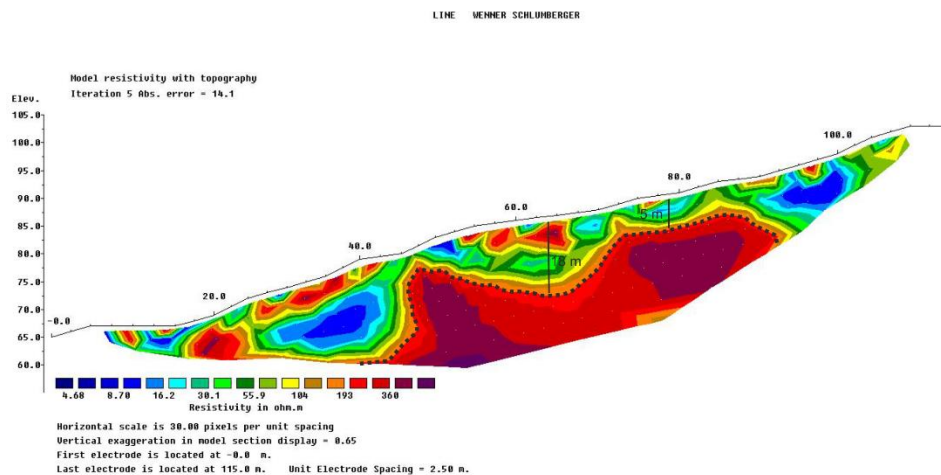 LINE WENNER SCHLUMBERGER
Model resistivity with topography
Iteration 5 Abs. error = 14.1
Elev.
105.0
100.0
100.0
95.0
80.0
90.0
60.0
5 m
85.0
40.0
80.0
75.0
20.0
70.0
-0.0
65.0
60.0
4.68 8.70 16.2 30.1 55.9 104 193 360
Resistivity in ohm.m
Horizontal scale is 30.00 pixels per unit spacing
Vertical exaggeration in model section display = 0.65
First electrode is located at -0.0 m.
Last electrode is located at 115.0 m. Unit Electrode Spacing = 2.50 m.